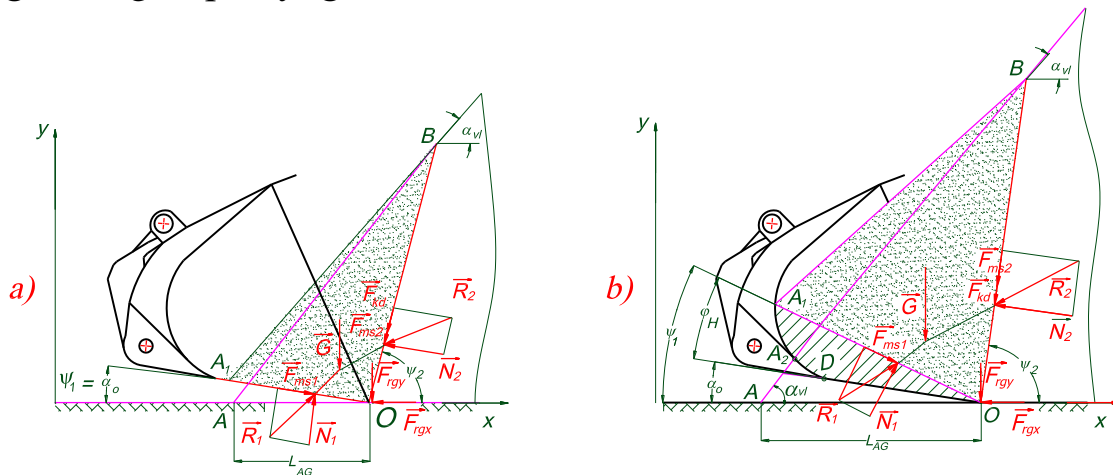 a)
y
B
α_vl
F_kd
R_2
F_ms2
G
N_2
A_1
ψ_1 = α_o
F_ms1
ψ_2
F_rgy
A
O
x
R_1
N_1
F_rgx
L_AG
b)
y
B
α_vl
F_ms2
F_kd
R_2
ψ_1
φ_H
A_1
G
N_2
F_ms1
A_2
D
α_o
ψ_2
F_rgy
A
α_vl
R_1
N_1
O
x
F_rgx
L_AG